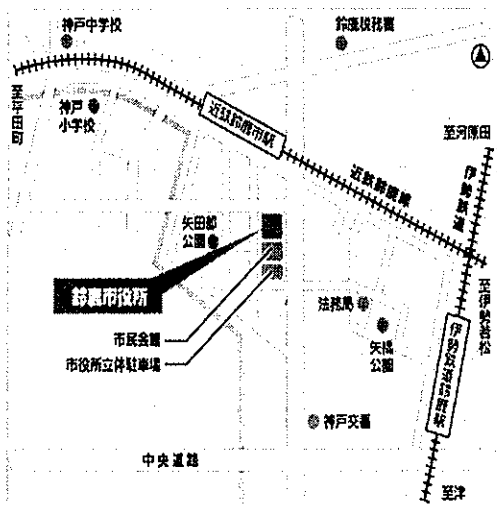 神戸中学校
鈴鹿税務署
至平田町
神戸
小学校
近鉄鈴鹿市駅
至河原田
伊勢鉄道
近鉄鈴鹿線
矢田部
公園
鈴鹿市役所
至伊勢若松
市民会館
法務局
市役所立体駐車場
矢橋
公園
伊勢鉄道鈴鹿駅
神戸交番
中央道路
至津